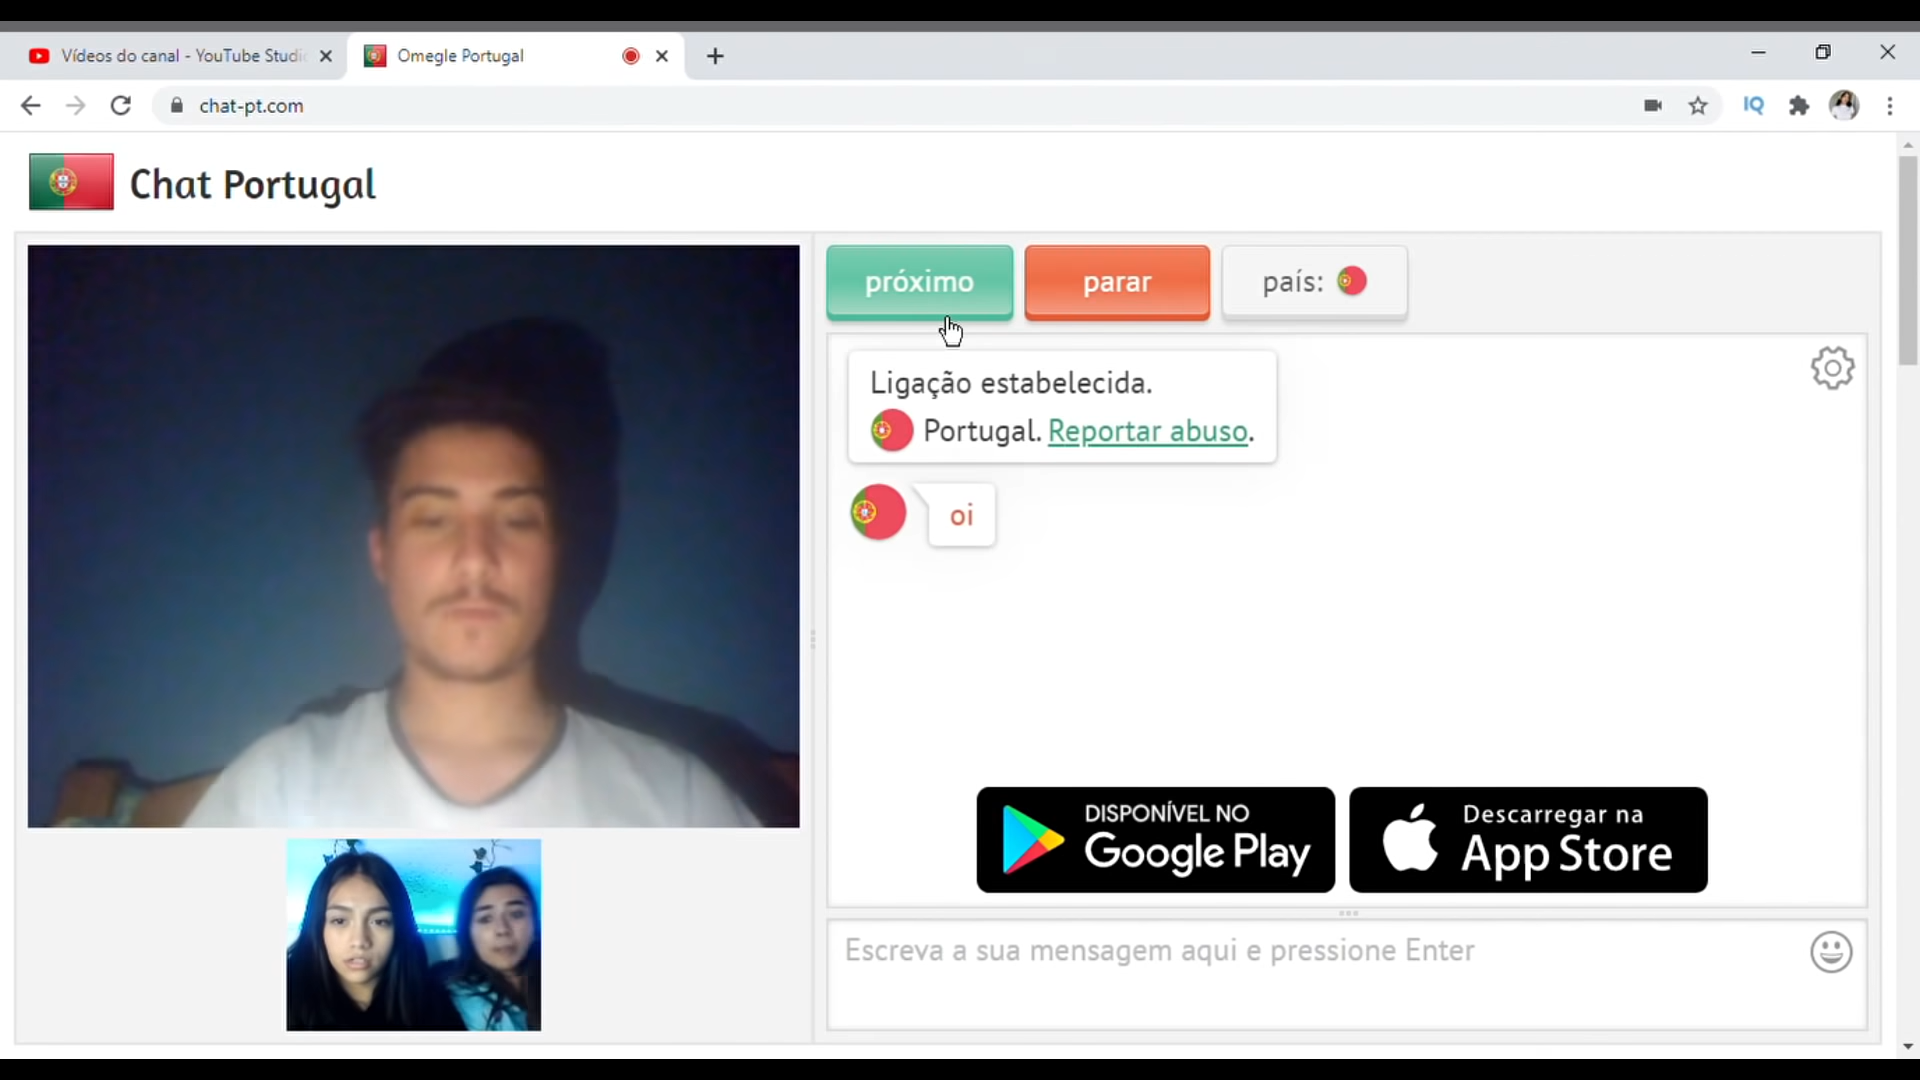 Vídeos do canal - YouTube Studi
Omegle Portugal
chat-pt.com
IQ
Chat Portugal
próximo
parar
país:
Ligação estabelecida.
Portugal. Reportar abuso.
oi
DISPONÍVEL NO
Google Play
Descarregar na
App Store
Escreva a sua mensagem aqui e pressione Enter